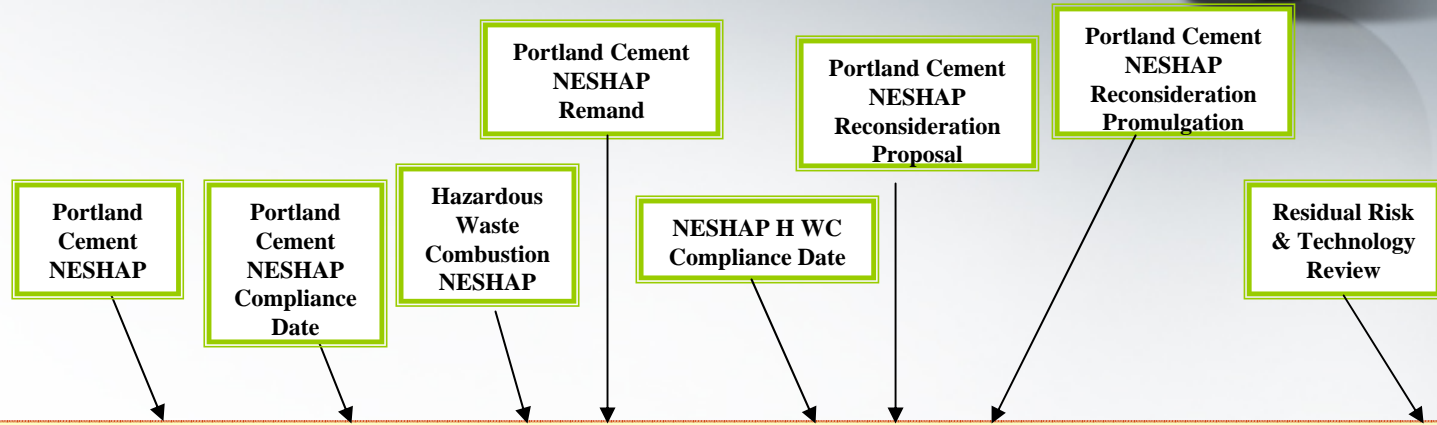 Portland
Cement
NESHAP
Portland
Cement
NESHAP
Compliance
Date
Hazardous
Waste
Combustion
NESHAP
Portland Cement
NESHAP
Remand
NESHAP H WC
Compliance Date
Portland Cement
NESHAP
Reconsideration
Proposal
Portland Cement
NESHAP
Reconsideration
Promulgation
Residual Risk
& Technology
Review